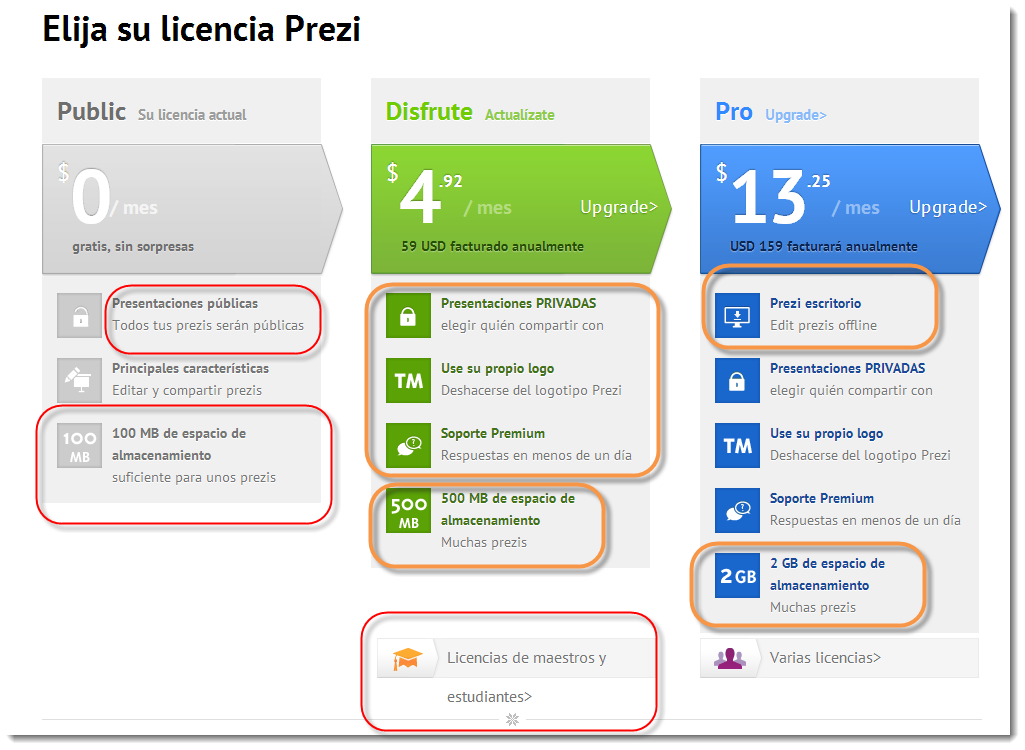 Elija su licencia Prezi
Public Su licencia actual
$0 / mes
gratis, sin sorpresas
Presentaciones públicas
Todos tus prezis serán públicas
Principales características
Editar y compartir prezis
100 MB
100 MB de espacio de
almacenamiento
suficiente para unos prezis
Disfrute Actualízate
$4.92 / mes Upgrade>
59 USD facturado anualmente
Presentaciones PRIVADAS
elegir quién compartir con
TM
Use su propio logo
Deshacerse del logotipo Prezi
Soporte Premium
Respuestas en menos de un día
500 MB
500 MB de espacio de
almacenamiento
Muchas prezis
Licencias de maestros y
estudiantes>
Pro Upgrade>
$13.25 / mes Upgrade>
USD 159 facturará anualmente
Prezi escritorio
Edit prezis offline
Presentaciones PRIVADAS
elegir quién compartir con
TM
Use su propio logo
Deshacerse del logotipo Prezi
Soporte Premium
Respuestas en menos de un día
2 GB
2 GB de espacio de
almacenamiento
Muchas prezis
Varias licencias>